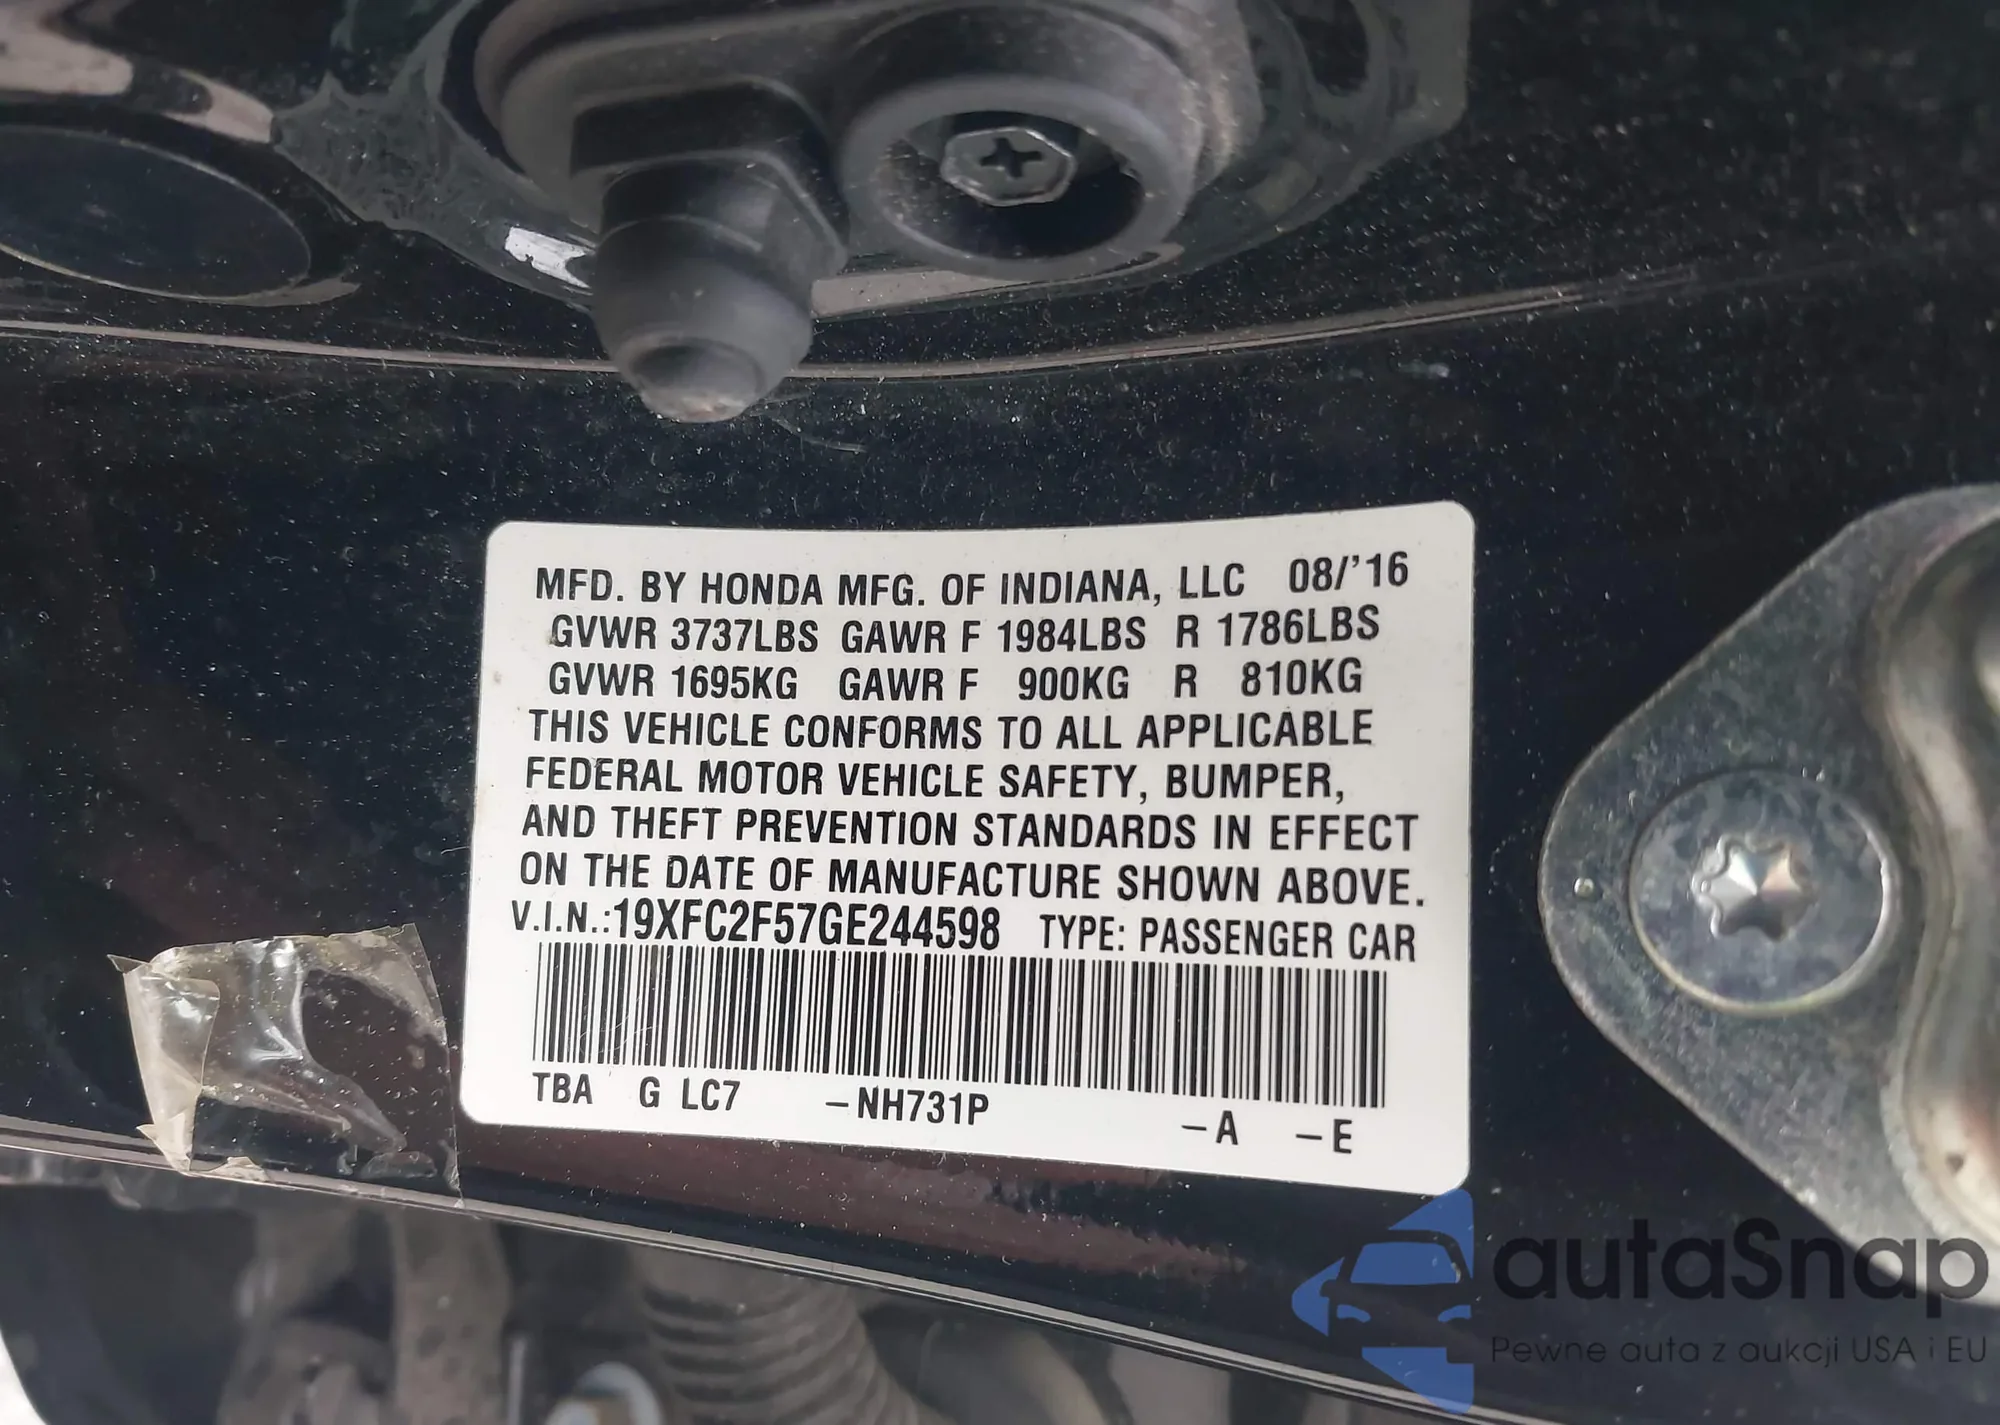 MFD. BY HONDA MFG. OF INDIANA, LLC 08/'16
GVWR 3737LBS GAWR F 1984LBS R 1786LBS
GVWR 1695KG GAWR F 900KG R 810KG
THIS VEHICLE CONFORMS TO ALL APPLICABLE
FEDERAL MOTOR VEHICLE SAFETY, BUMPER,
AND THEFT PREVENTION STANDARDS IN EFFECT
ON THE DATE OF MANUFACTURE SHOWN ABOVE.
V.I.N.:19XFC2F57GE244598 TYPE: PASSENGER CAR
TBA G LC7 –NH731P –A –E
autaSnap
Pewne auta z aukcji USA i EU